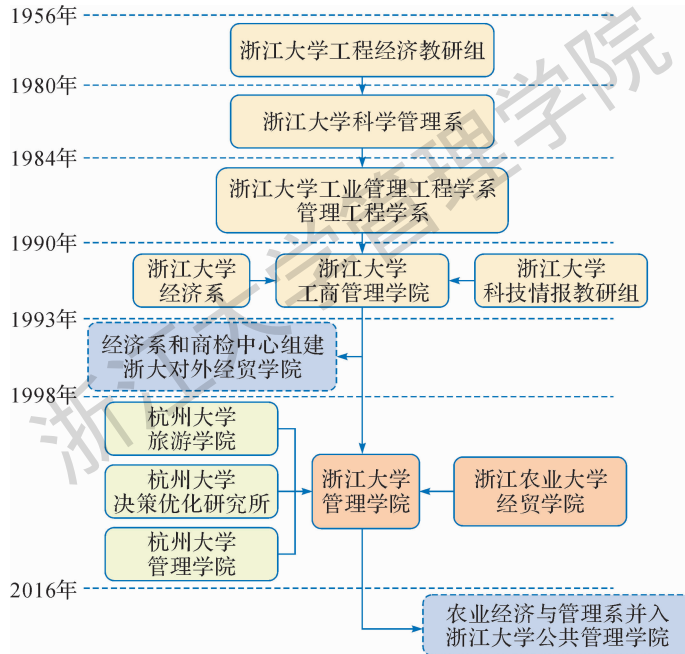 1956年
浙江大学工程经济教研组
1980年
浙江大学科学管理系
1984年
浙江大学工业管理工程学系
管理工程学系
1990年
浙江大学
经济系
浙江大学
工商管理学院
浙江大学
科技情报教研组
1993年
经济系和商检中心组建
浙大对外经贸学院
1998年
杭州大学
旅游学院
杭州大学
决策优化研究所
杭州大学
管理学院
浙江大学
管理学院
浙江农业大学
经贸学院
2016年
农业经济与管理系并入
浙江大学公共管理学院
浙江大学管理学院